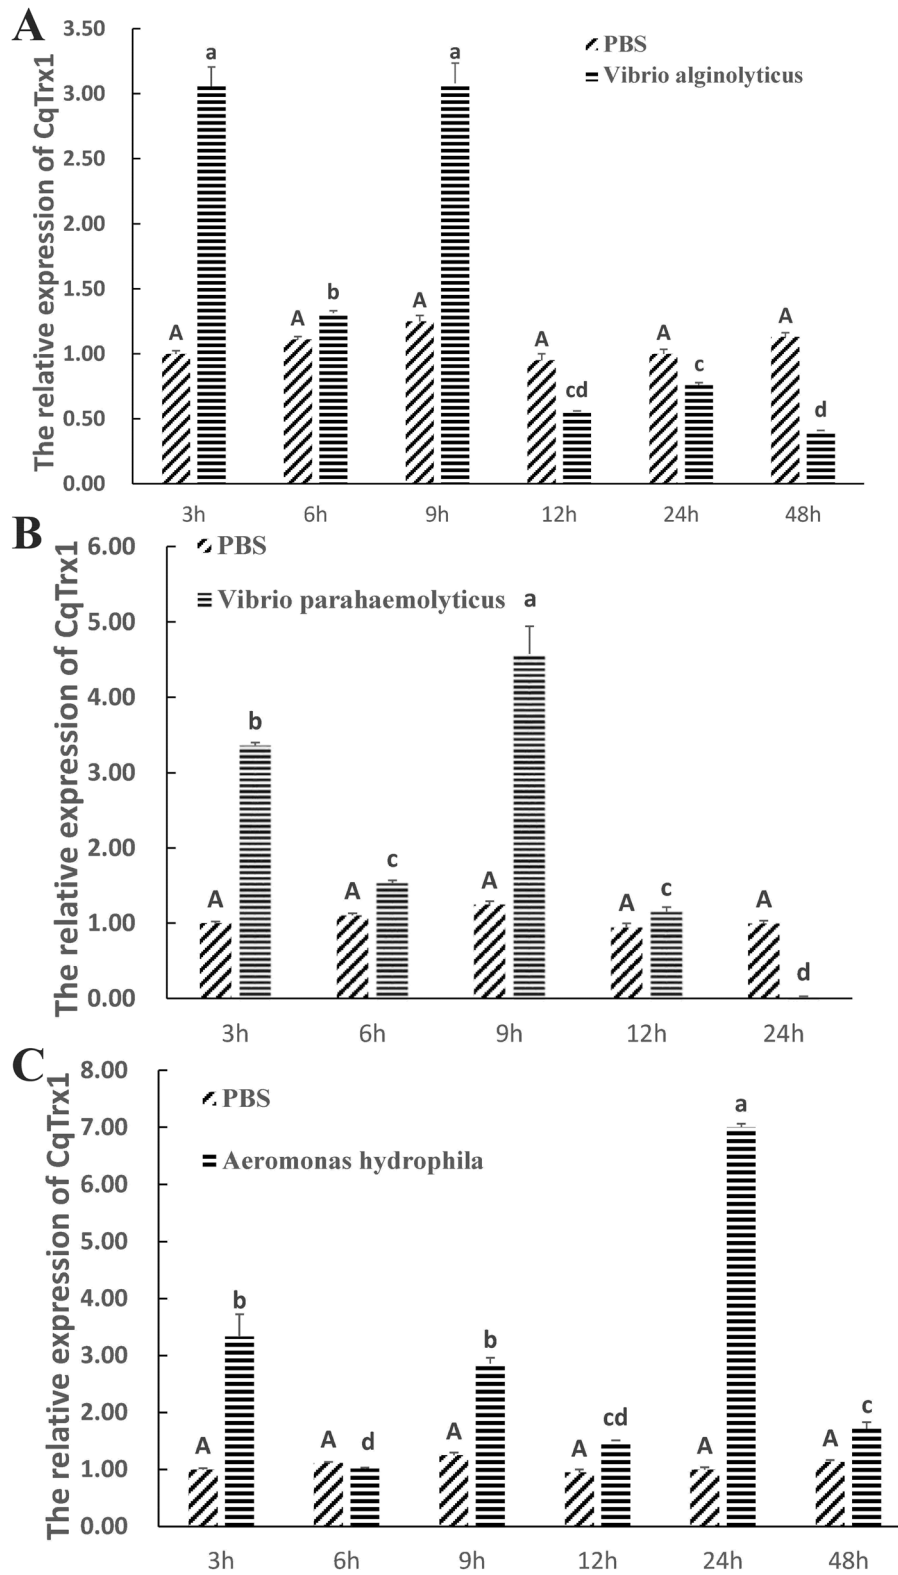 A
The relative expression of CqTrx1
3.50
3.00
2.50
2.00
1.50
1.00
0.50
0.00
PBS
Vibrio alginolyticus
A a
A b
A a
A cd
A c
A d
3h 6h 9h 12h 24h 48h
B
The relative expression of CqTrx1
6.00
5.00
4.00
3.00
2.00
1.00
0.00
PBS
Vibrio parahaemolyticus
A b
A c
A a
A c
A d
3h 6h 9h 12h 24h
C
The relative expression of CqTrx1
8.00
7.00
6.00
5.00
4.00
3.00
2.00
1.00
0.00
PBS
Aeromonas hydrophila
A b
A d
A b
A cd
A a
A c
3h 6h 9h 12h 24h 48h